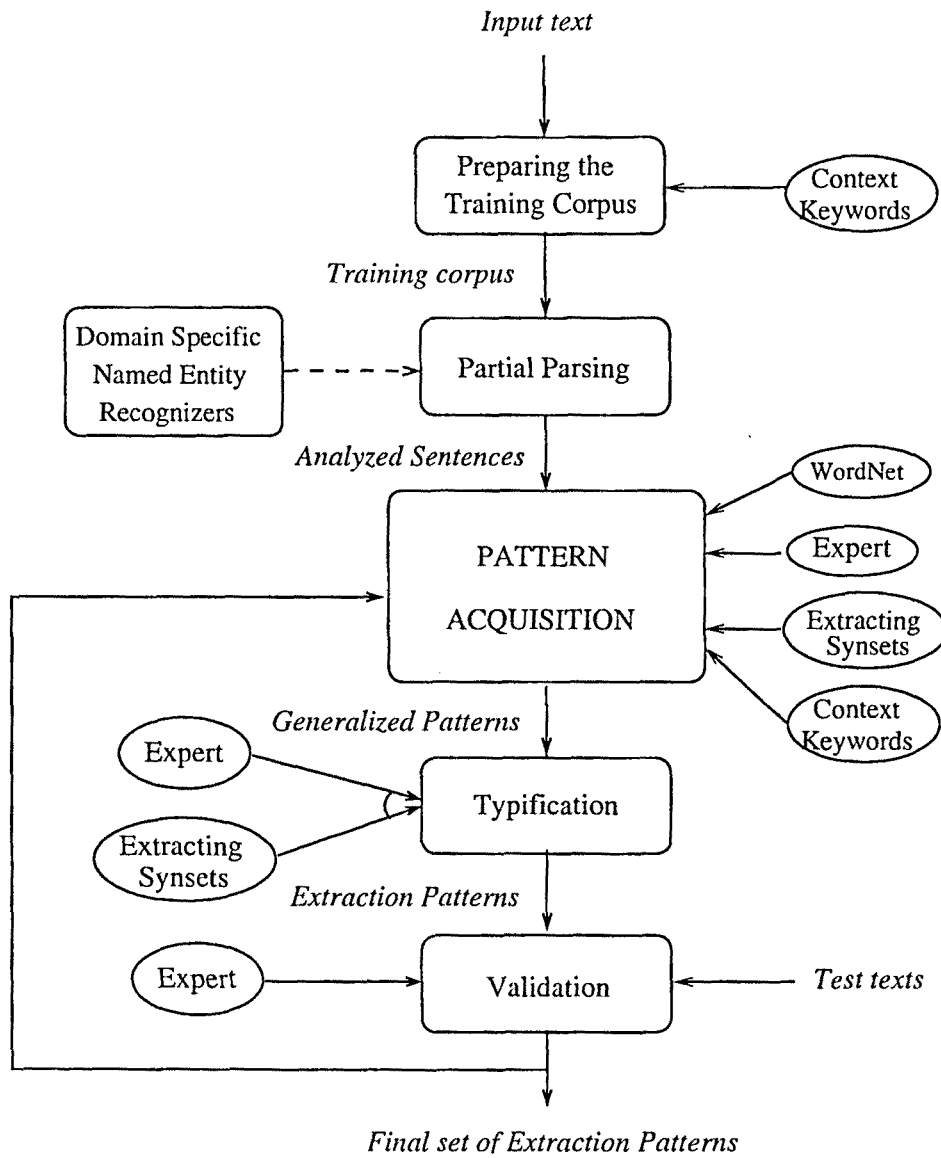 Input text
Preparing the
Training Corpus
Context
Keywords
Training corpus
Domain Specific
Named Entity
Recognizers
Partial Parsing
Analyzed Sentences
WordNet
PATTERN
ACQUISITION
Expert
Extracting
Synsets
Context
Keywords
Generalized Patterns
Expert
Typification
Extracting
Synsets
Extraction Patterns
Expert
Validation
Test texts
Final set of Extraction Patterns